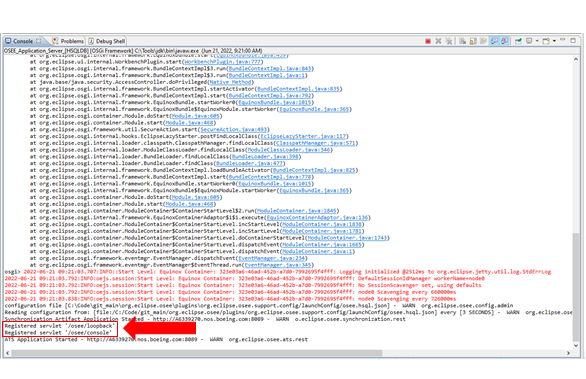 Console Problems Debug Shell
OSEE_Application_Server_[HSQLDB] [OSGi Framework] C:\Tools\jdk\bin\javaw.exe (Jun 21, 2022, 9:21:00 AM)
at org.eclipse.ui.internal.WorkbenchPlugin.start(WorkbenchPlugin.java:777)
at org.eclipse.osgi.internal.framework.BundleContextImpl$3.run(BundleContextImpl.java:843)
at org.eclipse.osgi.internal.framework.BundleContextImpl$3.run(BundleContextImpl.java:1)
at java.base/java.security.AccessController.doPrivileged(Native Method)
at org.eclipse.osgi.internal.framework.BundleContextImpl.startActivator(BundleContextImpl.java:835)
at org.eclipse.osgi.internal.framework.BundleContextImpl.start(BundleContextImpl.java:792)
at org.eclipse.osgi.internal.framework.EquinoxBundle.startWorker0(EquinoxBundle.java:1015)
at org.eclipse.osgi.internal.framework.EquinoxBundle$EquinoxModule.startWorker(EquinoxBundle.java:365)
at org.eclipse.osgi.container.Module.doStart(Module.java:605)
at org.eclipse.osgi.container.Module.start(Module.java:468)
at org.eclipse.osgi.framework.util.SecureAction.start(SecureAction.java:493)
at org.eclipse.osgi.internal.hooks.EclipseLazyStarter.postFindLocalClass(EclipseLazyStarter.java:117)
at org.eclipse.osgi.internal.loader.classpath.ClasspathManager.findLocalClass(ClasspathManager.java:571)
at org.eclipse.osgi.internal.loader.ModuleClassLoader.findLocalClass(ModuleClassLoader.java:346)
at org.eclipse.osgi.internal.loader.BundleLoader.findLocalClass(BundleLoader.java:398)
at org.eclipse.osgi.internal.loader.BundleLoader.findClass(BundleLoader.java:477)
at org.eclipse.osgi.internal.framework.BundleContextImpl.loadBundleActivator(BundleContextImpl.java:825)
at org.eclipse.osgi.internal.framework.BundleContextImpl.start(BundleContextImpl.java:778)
at org.eclipse.osgi.internal.framework.EquinoxBundle.startWorker0(EquinoxBundle.java:1015)
at org.eclipse.osgi.internal.framework.EquinoxBundle$EquinoxModule.startWorker(EquinoxBundle.java:365)
at org.eclipse.osgi.container.Module.doStart(Module.java:605)
at org.eclipse.osgi.container.Module.start(Module.java:468)
at org.eclipse.osgi.container.ModuleContainer$ContainerStartLevel$2.run(ModuleContainer.java:1845)
at org.eclipse.osgi.internal.framework.EquinoxContainerAdaptor$1$1.execute(EquinoxContainerAdaptor.java:136)
at org.eclipse.osgi.container.ModuleContainer$ContainerStartLevel.incStartLevel(ModuleContainer.java:1838)
at org.eclipse.osgi.container.ModuleContainer$ContainerStartLevel.incStartLevel(ModuleContainer.java:1781)
at org.eclipse.osgi.container.ModuleContainer$ContainerStartLevel.doContainerStartLevel(ModuleContainer.java:1743)
at org.eclipse.osgi.container.ModuleContainer$ContainerStartLevel.dispatchEvent(ModuleContainer.java:1665)
at org.eclipse.osgi.container.ModuleContainer$ContainerStartLevel.dispatchEvent(ModuleContainer.java:1)
at org.eclipse.osgi.framework.eventmgr.EventManager.dispatchEvent(EventManager.java:234)
at org.eclipse.osgi.framework.eventmgr.EventManager$EventThread.run(EventManager.java:345)
osgi> 2022-06-21 09:21:03.707:INFO::Start Level: Equinox Container: 323e03a6-46ad-452b-a7d0-7992695f4fff: Logging initialized @2512ms to org.eclipse.jetty.util.log.StdErrLog
2022-06-21 09:21:03.793:INFO:oejs.session:Start Level: Equinox Container: 323e03a6-46ad-452b-a7d0-7992695f4fff: DefaultSessionIdManager workerName=node0
2022-06-21 09:21:03.793:INFO:oejs.session:Start Level: Equinox Container: 323e03a6-46ad-452b-a7d0-7992695f4fff: No SessionScavenger set, using defaults
2022-06-21 09:21:03.INFO:oejs.session:Start Level: Equinox Container: 323e03a6-46ad-452b-a7d0-7992695f4fff: node0 Scavenging every 660000ms
2022-06-21 09:21:03.838:INFO:oejs.session:Start Level: Equinox Container: 323e03a6-46ad-452b-a7d0-7992695f4fff: node0 Scavenging every 600000ms
configuration file [C:\Code\git_main\org.eclipse.osee\plugins\org.eclipse.osee.support.config/launchConfig/osee.hsql.json] - WARN org.eclipse.osee.config.admin
Reading configuration from: [file:/C:/Code/git_main/org.eclipse.osee/plugins/org.eclipse.osee.support.config/launchConfig/osee.hsql.json] every [3 SECONDS] - WARN org.eclipse.ose
Synchronization Artifact Application Started - http://A6339270.nos.boeing.com:8089 - WARN o.eclipse.osee.synchronization.rest
Registered servlet '/osee/loopback'
Registered servlet '/osee/console'
ATS Application Started - http://A6339270.nos.boeing.com:8089 - WARN org.eclipse.osee.ats.rest